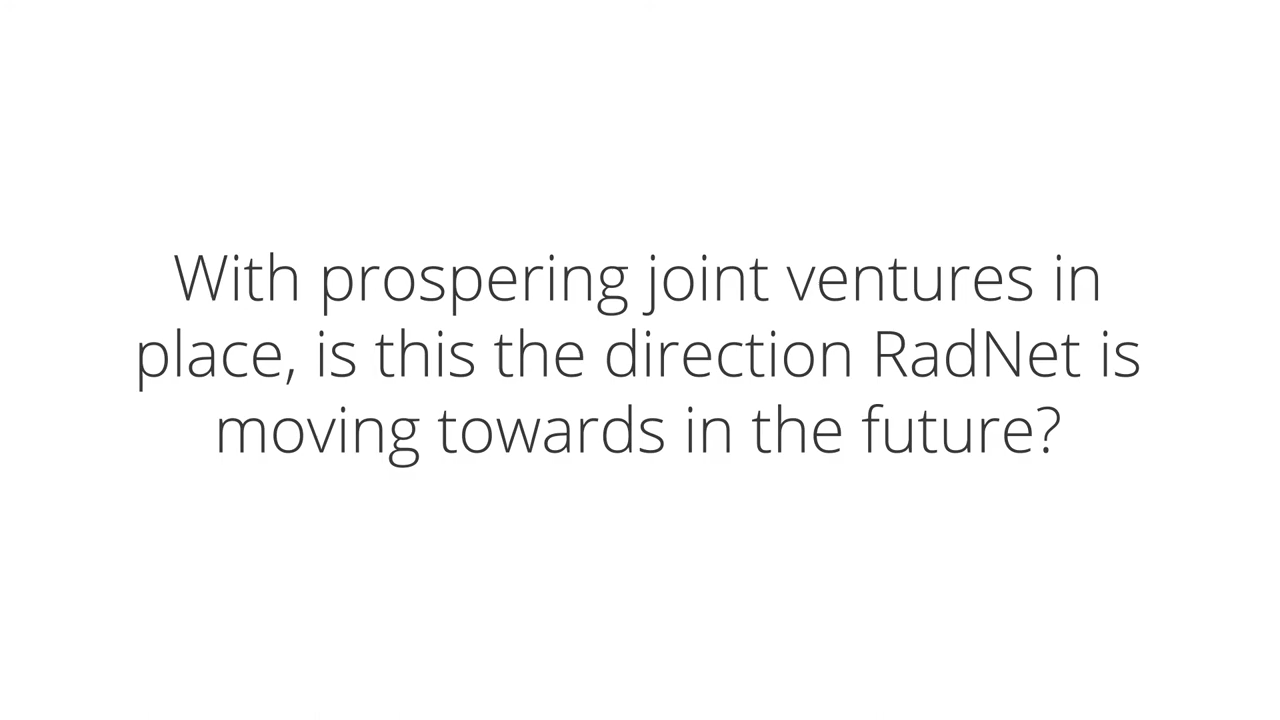 With prospering joint ventures in
place, is this the direction RadNet is
moving towards in the future?